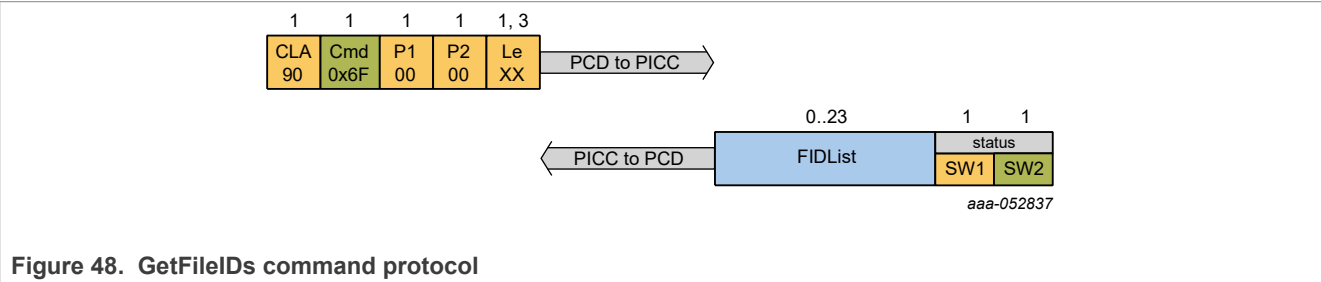 1 1 1 1 1, 3
CLA Cmd P1 P2 Le
90 0x6F 00 00 XX
PCD to PICC
0..23 1 1
PICC to PCD
FIDList
status
SW1 SW2
aaa-052837
Figure 48. GetFileIDs command protocol